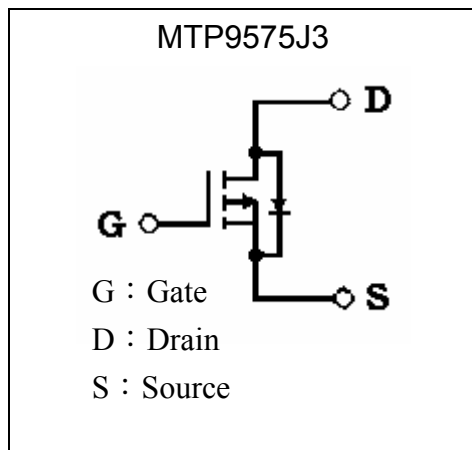 MTP9575J3
D
G
S
G：Gate
D：Drain
S：Source